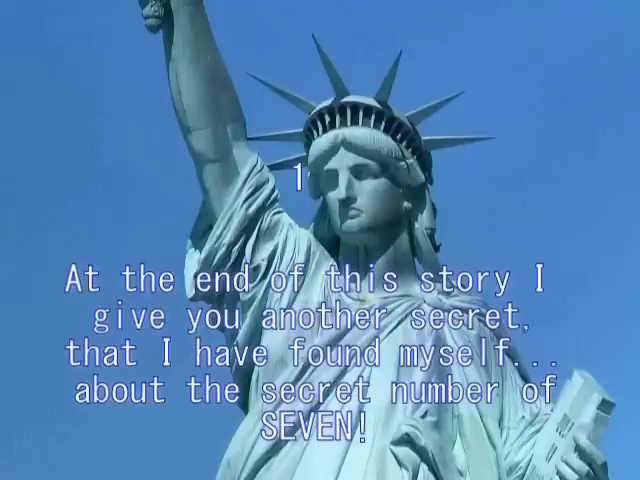 1
At the end of this story I
give you another secret,
that I have found myself...
about the secret number of
SEVEN!